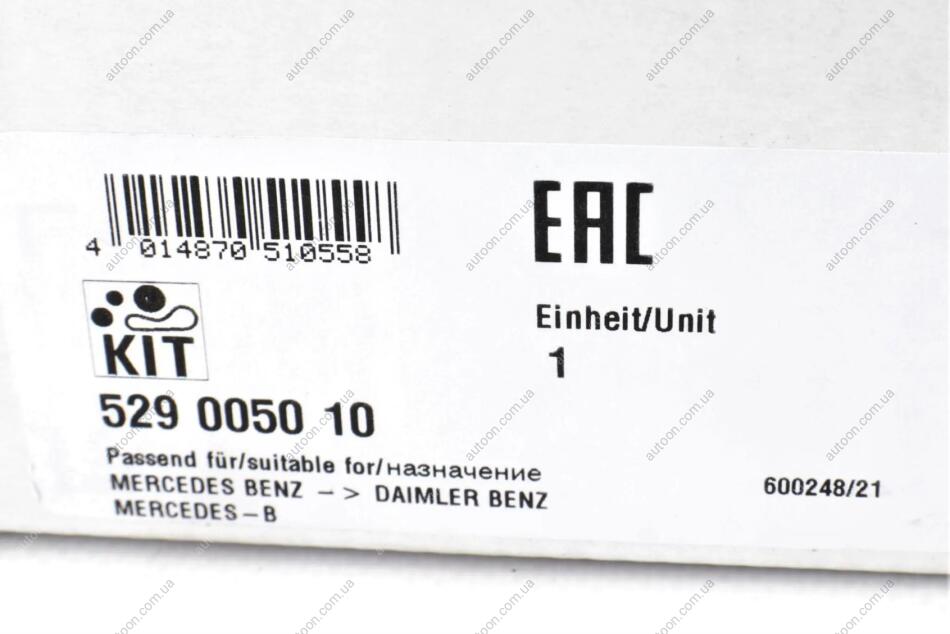 4 014870 510558
EAC
KIT
Einheit/Unit
1
529 0050 10
Passend für/suitable for/назначение
MERCEDES BENZ -> DAIMLER BENZ
MERCEDES-B
600248/21
autoon.com.ua